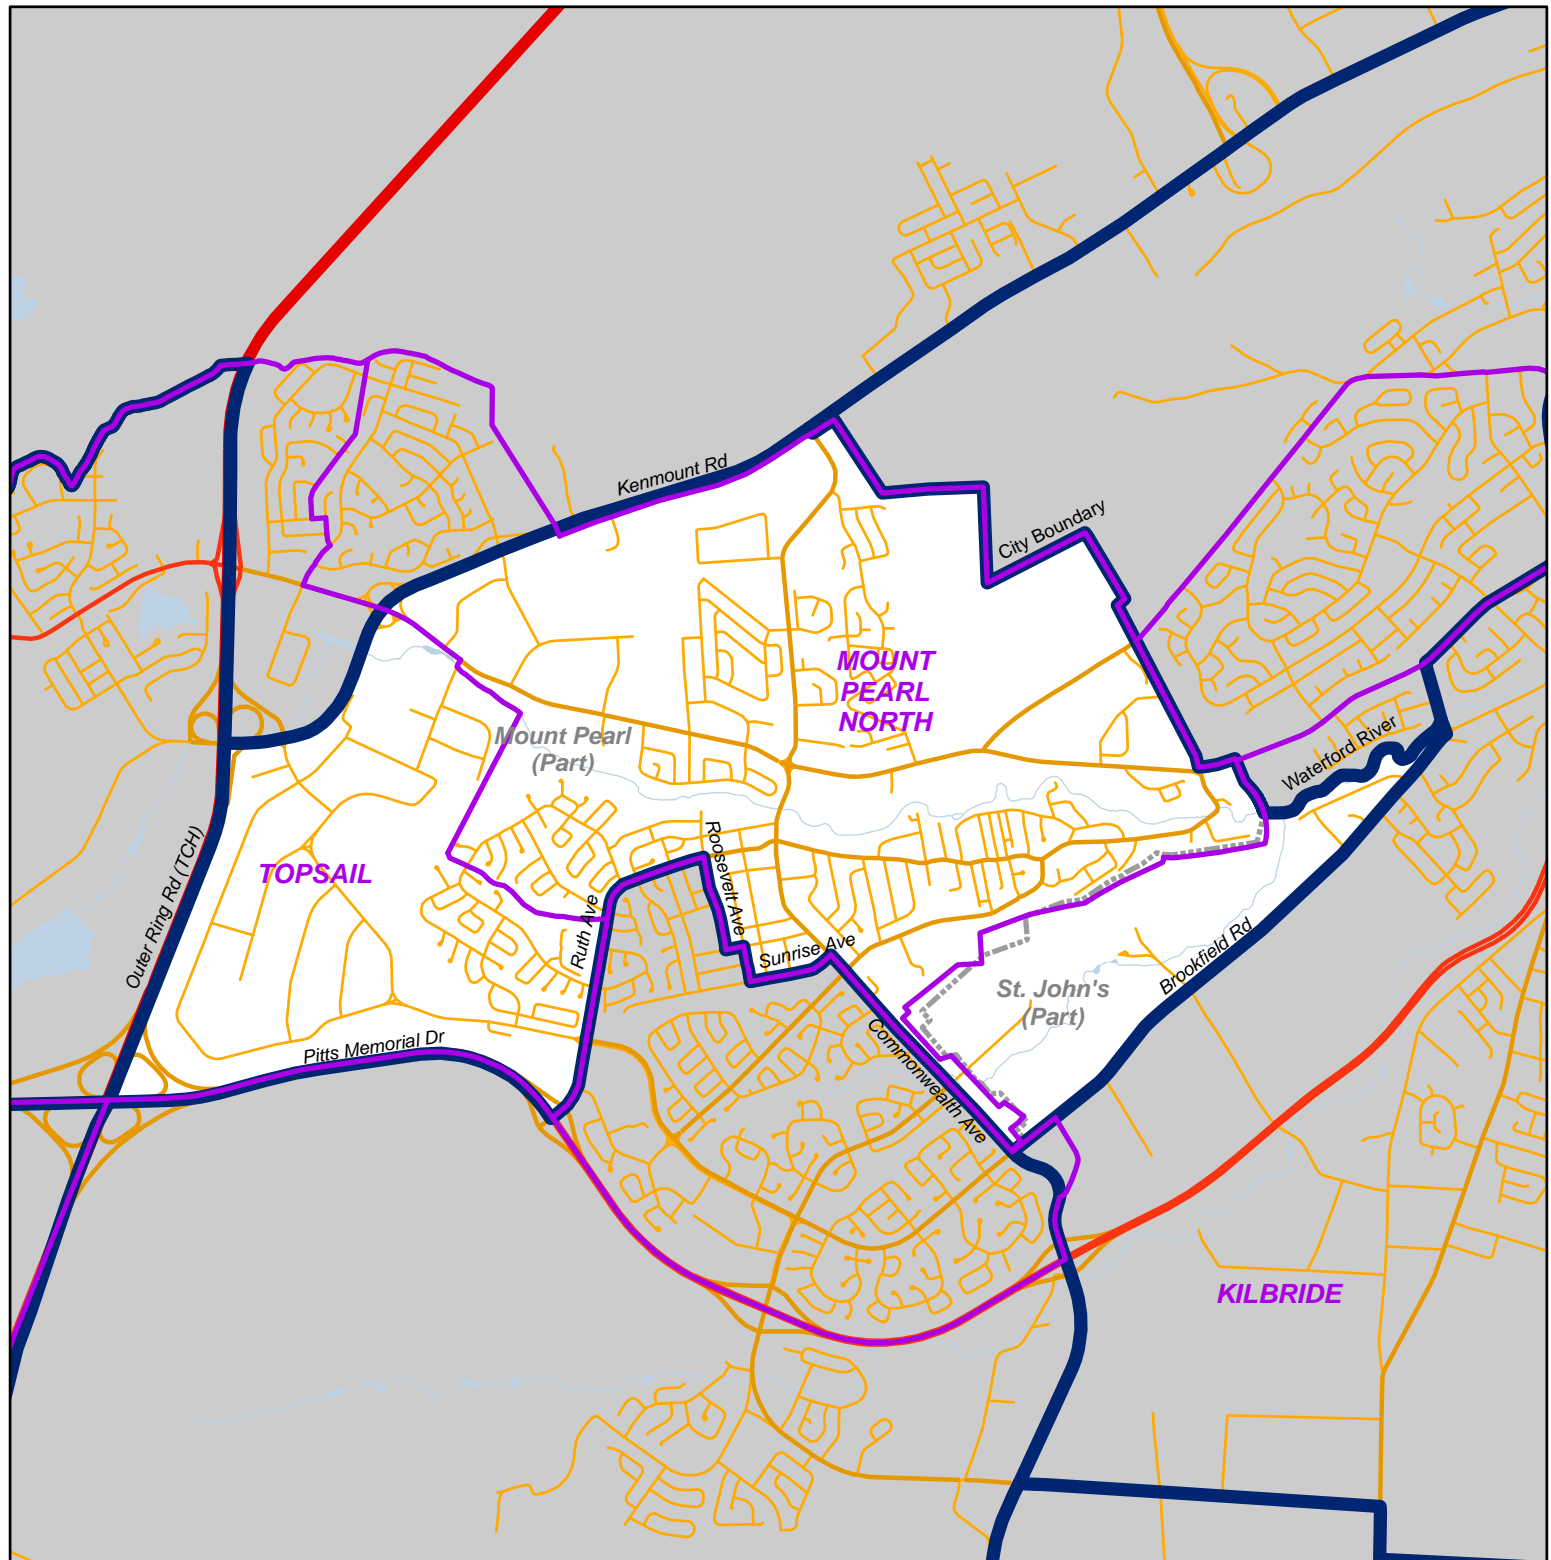 Kenmount Rd
City Boundary
MOUNT
PEARL
NORTH
Mount Pearl
(Part)
Waterford River
Outer Ring Rd (TCH)
TOPSAIL
Roosevelt Ave
Ruth Ave
Sunrise Ave
Brookfield Rd
St. John's
(Part)
Pitts Memorial Dr
Commonwealth Ave
KILBRIDE